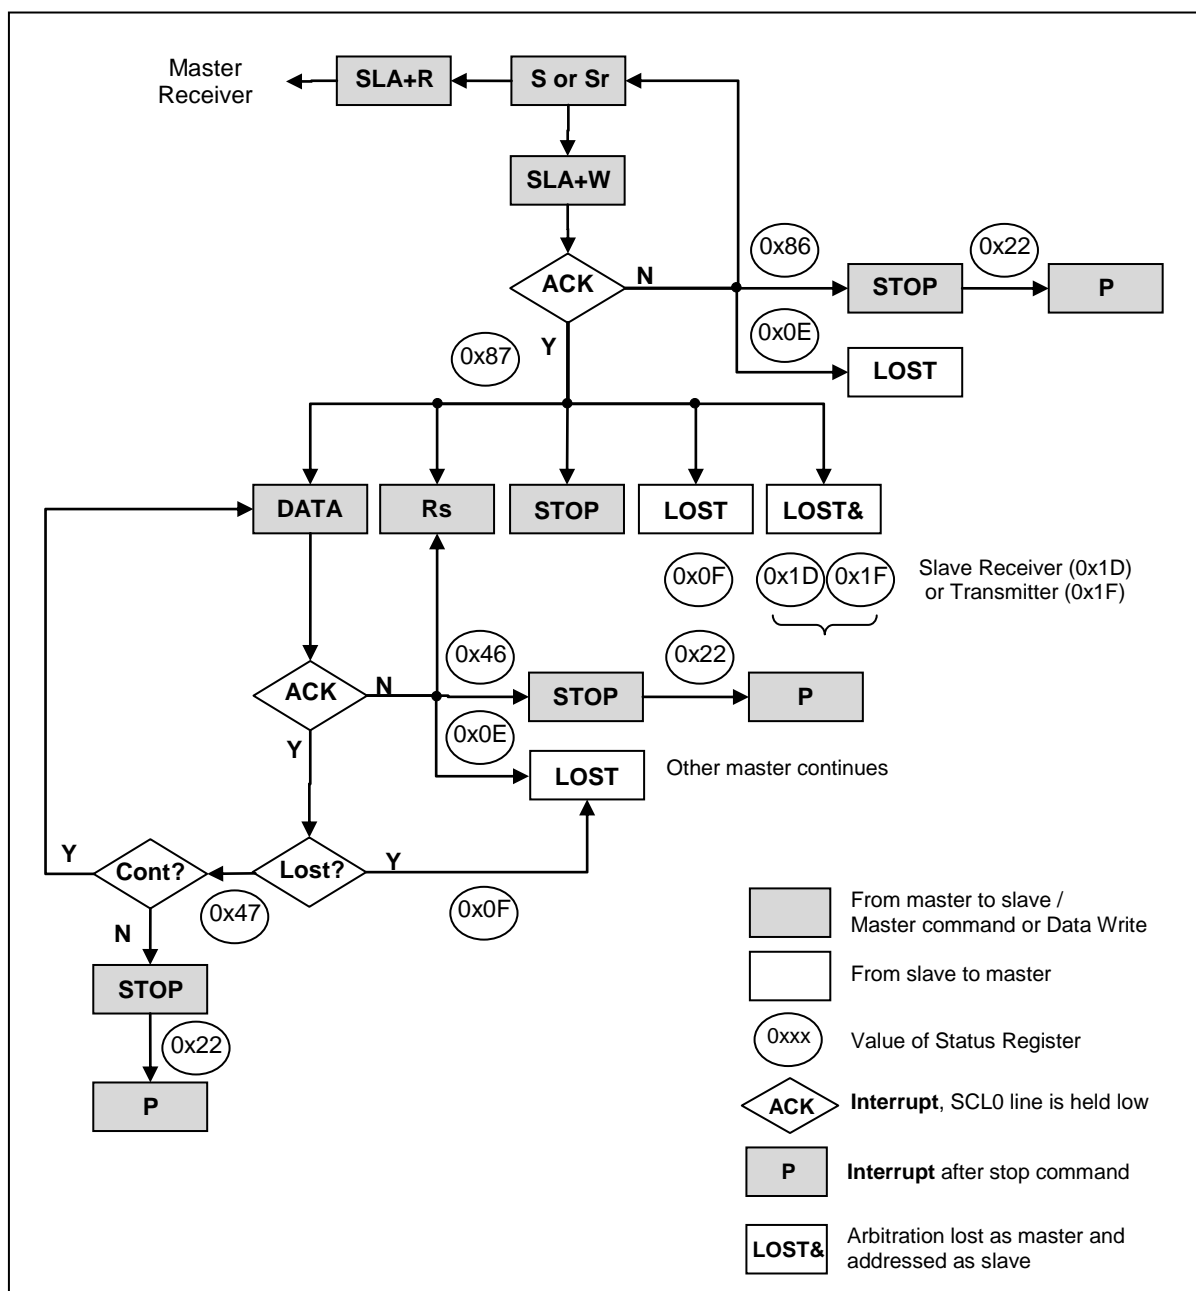 Master
Receiver
SLA+R
S or Sr
SLA+W
ACK
N
0x86
0x22
STOP
P
0x0E
LOST
Y
0x87
DATA
Rs
STOP
LOST
LOST&
0x0F
0x1D
0x1F
Slave Receiver (0x1D)
or Transmitter (0x1F)
ACK
N
0x46
0x22
STOP
P
0x0E
LOST
Other master continues
Y
Y
Cont?
Lost?
Y
0x47
0x0F
N
STOP
0x22
P
From master to slave /
Master command or Data Write
From slave to master
0xxx
Value of Status Register
ACK
Interrupt, SCL0 line is held low
P
Interrupt after stop command
LOST&
Arbitration lost as master and
addressed as slave